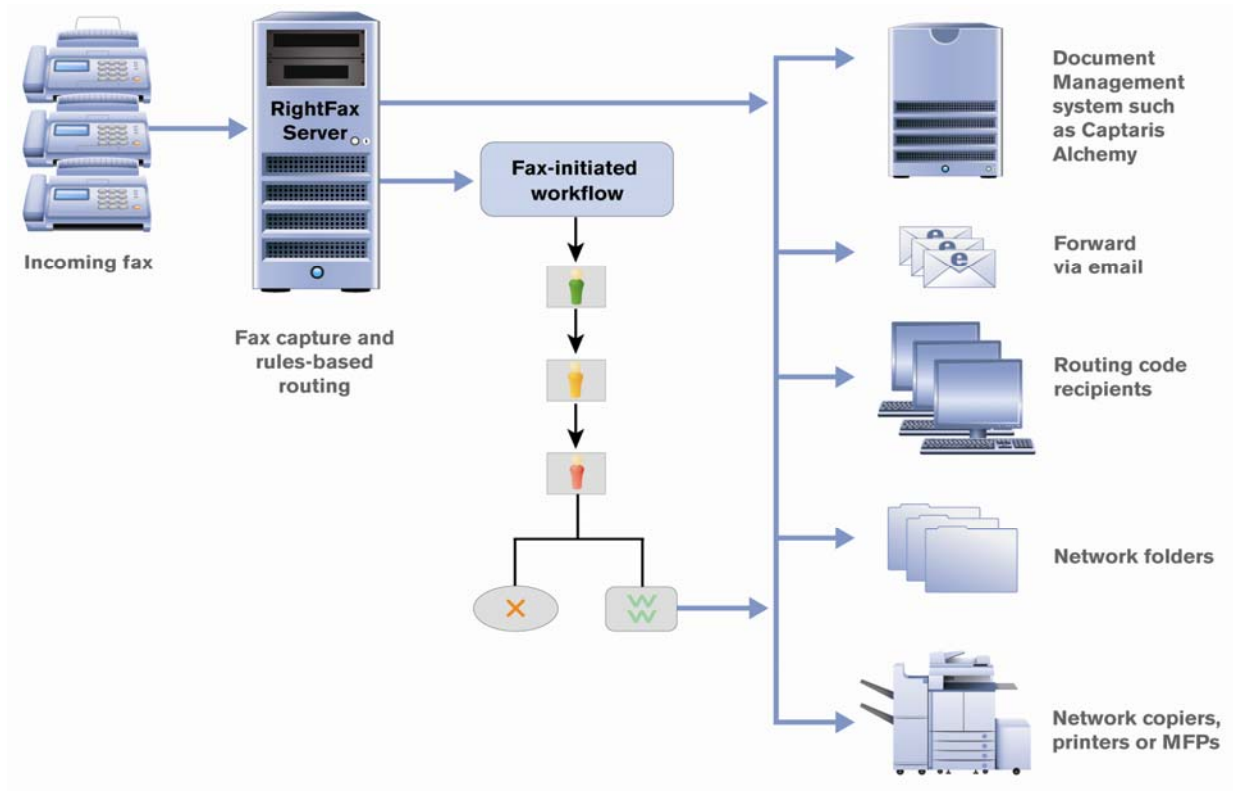 RightFax
Server
Incoming fax
Fax capture and
rules-based
routing
Fax-initiated
workflow
Document
Management
system such
as Captaris
Alchemy
e
e
e
Forward
via email
Routing code
recipients
Network folders
Network copiers,
printers or MFPs